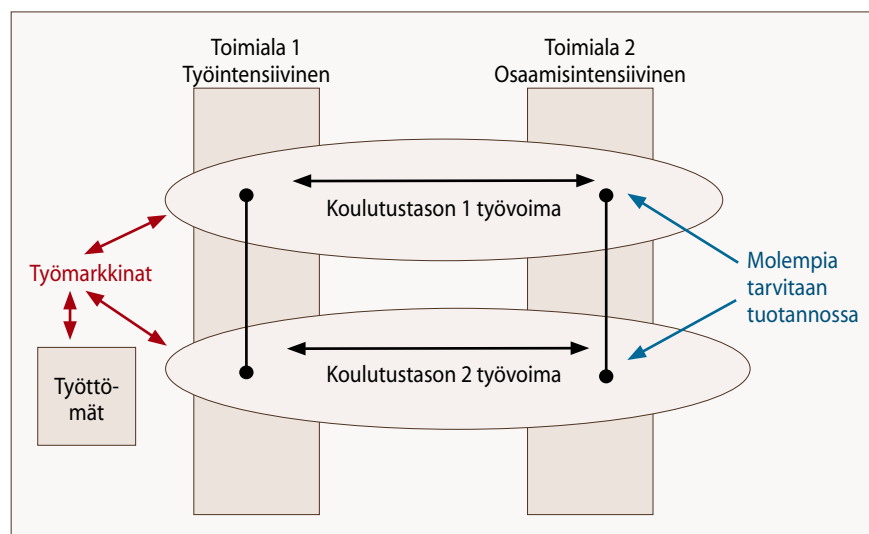 Toimiala 1
Työintensiivinen
Toimiala 2
Osaamisintensiivinen
Koulutustason 1 työvoima
Työmarkkinat
Molempia
tarvitaan
tuotannossa
Koulutustason 2 työvoima
Työttö-
mät